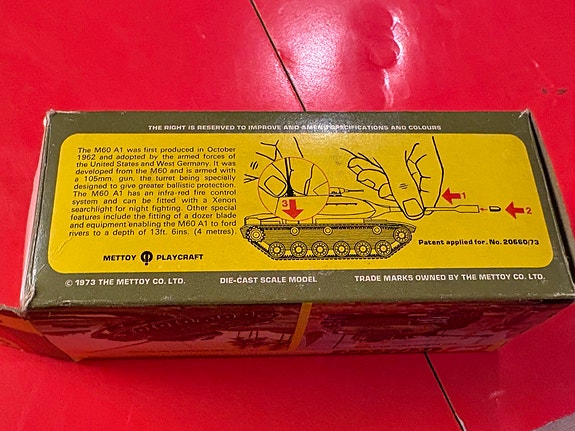 THE RIGHT IS RESERVED TO IMPROVE AND AMEND SPECIFICATIONS AND COLOURS
The M60 A1 was first produced in October
1962 and adopted by the armed forces of
the United States and West Germany. It was
developed from the M60 and is armed with
a 105mm. gun, the turret being specially
designed to give greater ballistic protection.
The M60 A1 has an infra-red fire control
system and can be fitted with a Xenon
searchlight for night fighting. Other special
features include the fitting of a dozer blade
and equipment enabling the M60 A1 to ford
rivers to a depth of 13ft. 6ins. (4 metres).
3
1
2
Patent applied for. No. 20660/73
METTOY PLAYCRAFT
© 1973 THE METTOY CO. LTD. DIE-CAST SCALE MODEL TRADE MARKS OWNED BY THE METTOY CO. LTD.